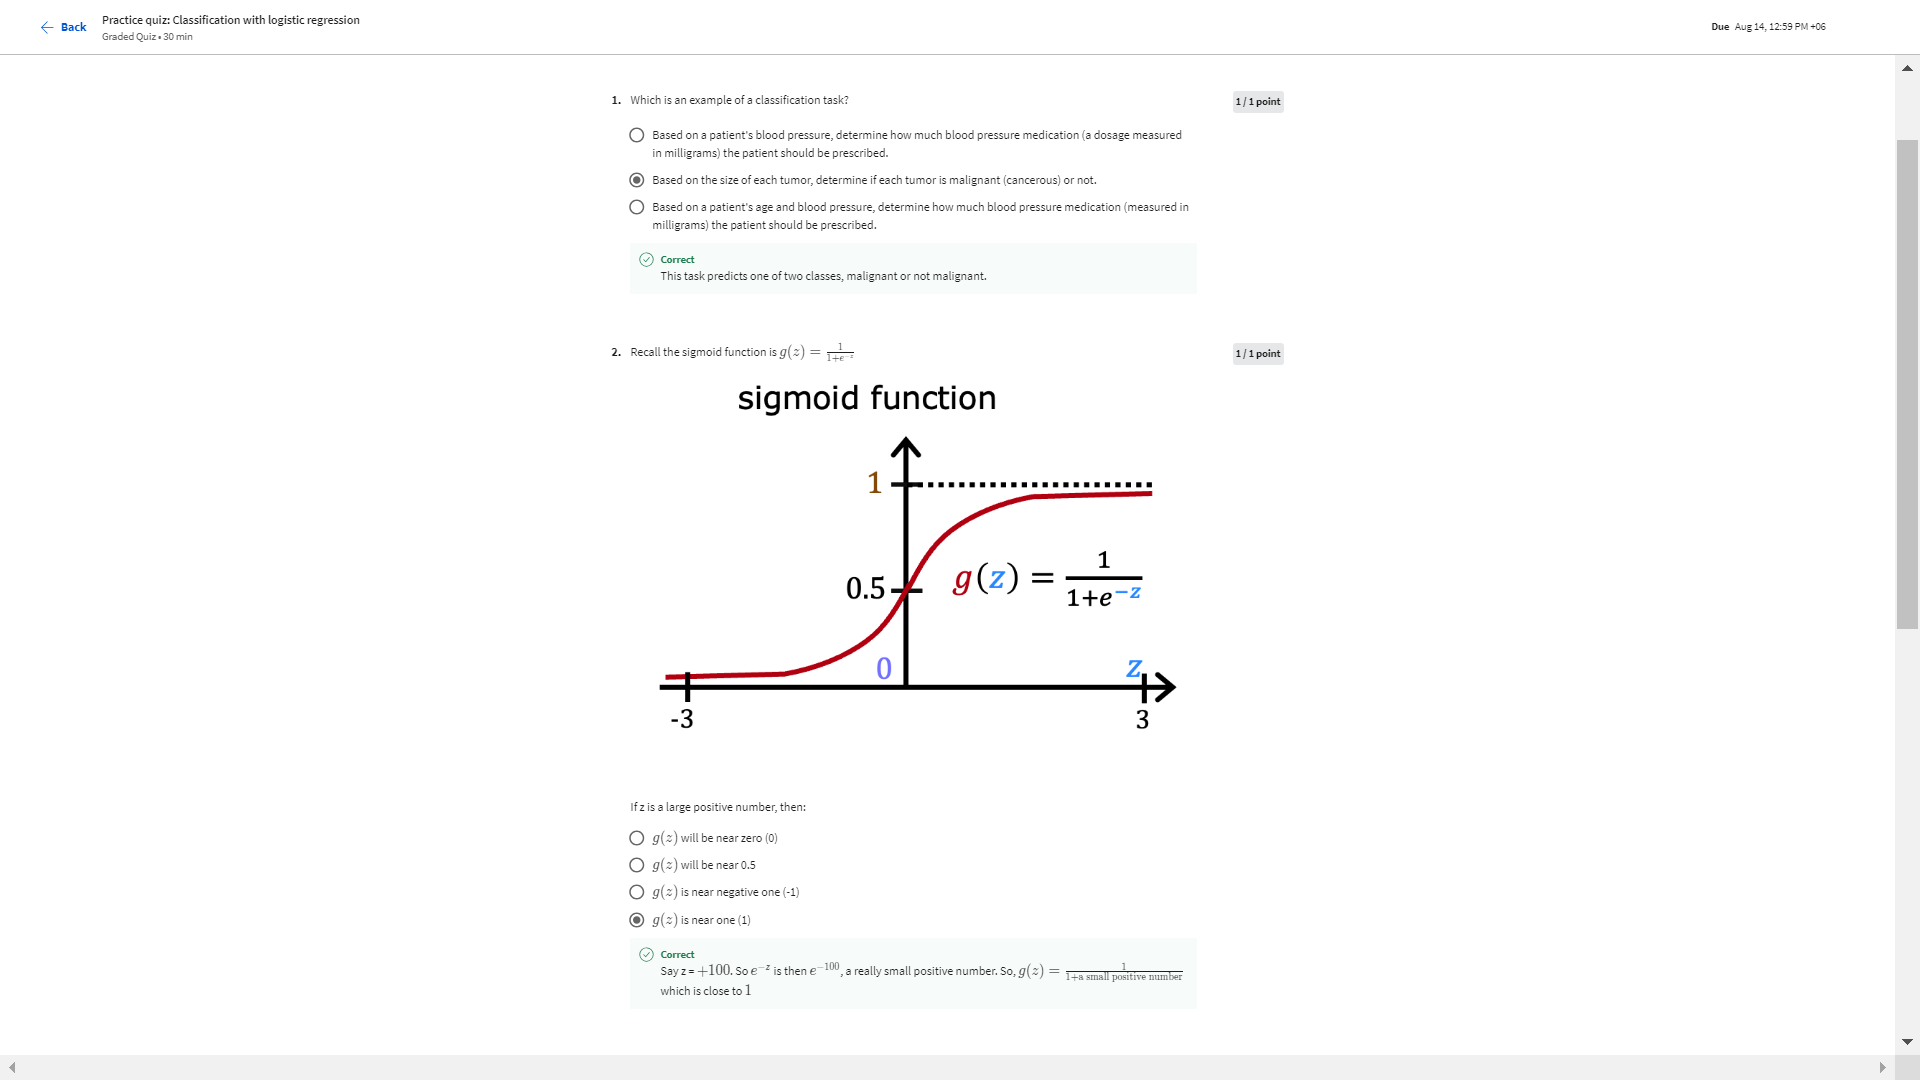 Back
Practice quiz: Classification with logistic regression
Graded Quiz • 30 min
Due Aug 14, 12:59 PM +06
1. Which is an example of a classification task?
1 / 1 point
Based on a patient's blood pressure, determine how much blood pressure medication (a dosage measured
in milligrams) the patient should be prescribed.
Based on the size of each tumor, determine if each tumor is malignant (cancerous) or not.
Based on a patient's age and blood pressure, determine how much blood pressure medication (measured in
milligrams) the patient should be prescribed.
Correct
This task predicts one of two classes, malignant or not malignant.
2. Recall the sigmoid function is g(z) = 1/(1+e^{-z})
1 / 1 point
sigmoid function
1
0.5
g(z) = 1/(1+e^{-z})
0
z
-3
3
If z is a large positive number, then:
g(z) will be near zero (0)
g(z) will be near 0.5
g(z) is near negative one (-1)
g(z) is near one (1)
Correct
Say z = +100. So e^{-z} is then e^{-100}, a really small positive number. So, g(z) = 1/(1+a small positive number)
which is close to 1